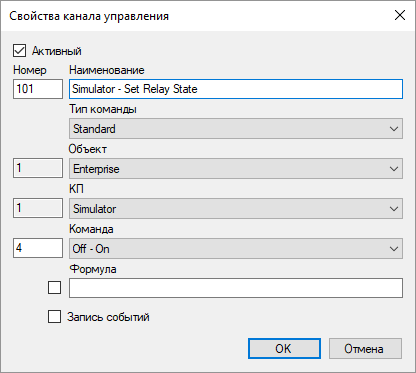 Свойства канала управления
Активный
Номер Наименование
101 Simulator - Set Relay State
Тип команды
Standard
Объект
1 Enterprise
КП
1 Simulator
Команда
4 Off - On
Формула
Запись событий
OK Отмена